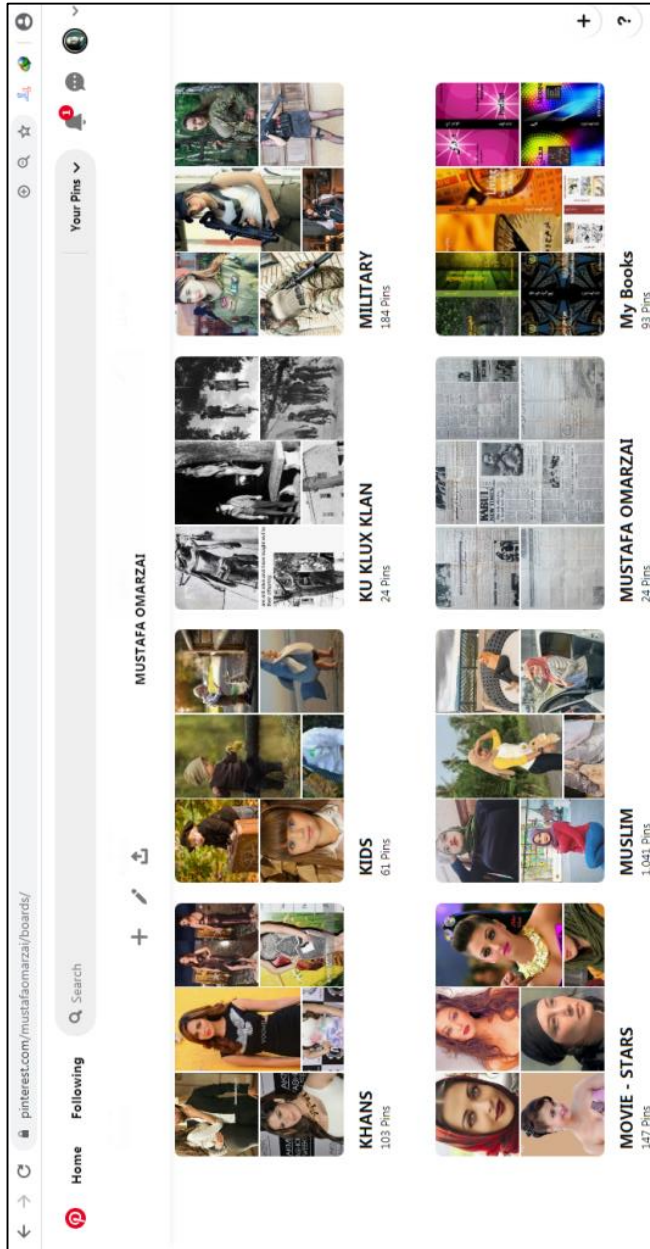 pinterest.com/mustafaomarzai/boards/
Home
Following
Search
Your Pins
1
MUSTAFA OMARZAI
KHANS
103 Pins
KIDS
61 Pins
KU KLUX KLAN
24 Pins
MILITARY
184 Pins
MOVIE - STARS
147 Pins
MUSLIM
1,041 Pins
MUSTAFA OMARZAI
24 Pins
My Books
93 Pins
+
?